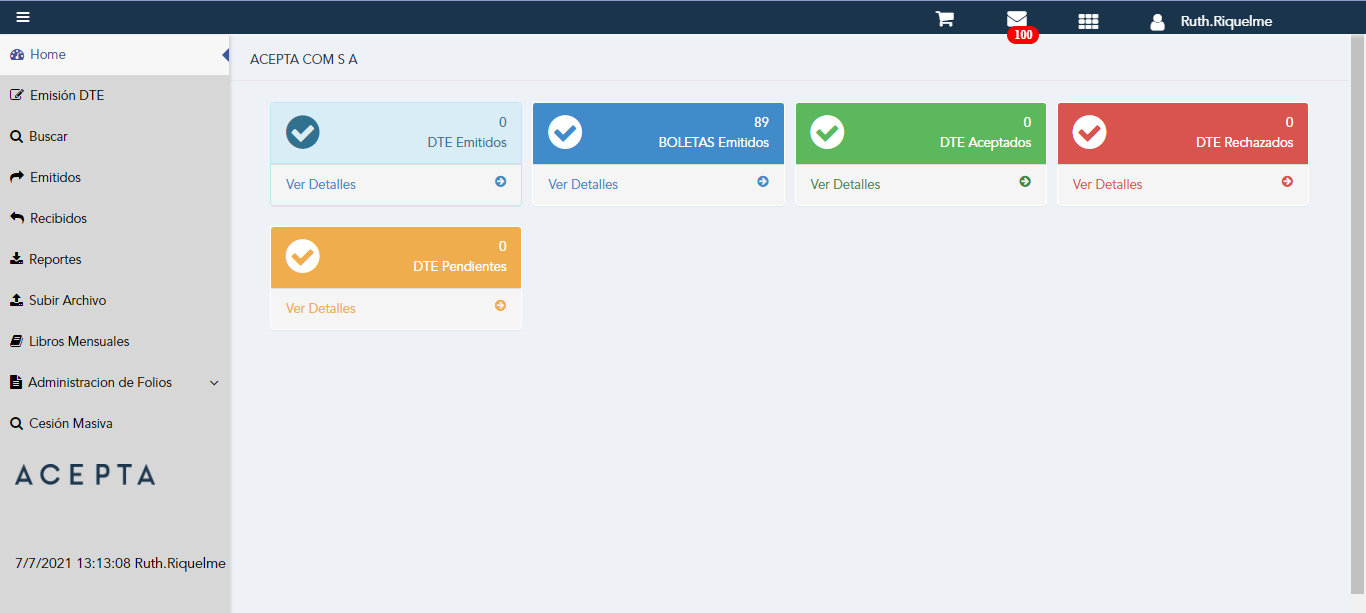 100
Ruth.Riquelme
Home
Emisión DTE
Buscar
Emitidos
Recibidos
Reportes
Subir Archivo
Libros Mensuales
Administracion de Folios
Cesión Masiva
ACEPTA
7/7/2021 13:13:08 Ruth.Riquelme
ACEPTA COM S A
0
DTE Emitidos
Ver Detalles
89
BOLETAS Emitidos
Ver Detalles
0
DTE Aceptados
Ver Detalles
0
DTE Rechazados
Ver Detalles
0
DTE Pendientes
Ver Detalles